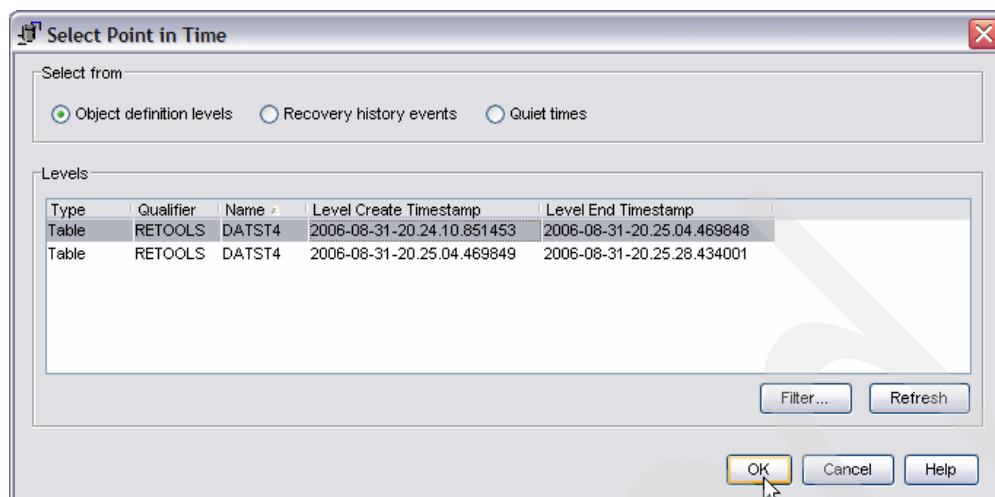 Select Point in Time
Select from
Object definition levels Recovery history events Quiet times
Levels
Type Qualifier Name Level Create Timestamp Level End Timestamp
Table RETOOLS DATST4 2006-08-31-20.24.10.851453 2006-08-31-20.25.04.469848
Table RETOOLS DATST4 2006-08-31-20.25.04.469849 2006-08-31-20.25.28.434001
Filter... Refresh
OK Cancel Help